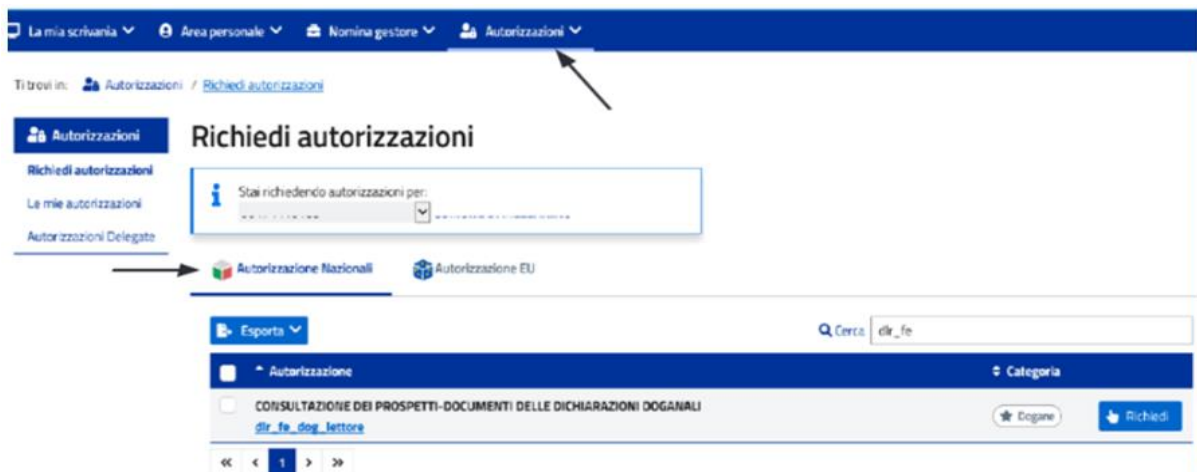 La mia scrivania Area personale Nomina gestore Autorizzazioni
Ti trovi in: Autorizzazioni / Richiedi autorizzazioni
Autorizzazioni
Richiedi autorizzazioni
Le mie autorizzazioni
Autorizzazioni Delegate
Richiedi autorizzazioni
Stai richiedendo autorizzazioni per:
Autorizzazione Nazionali Autorizzazione EU
Esporta Cerca dlr_fe
Autorizzazione Categoria
CONSULTAZIONE DEI PROSPETTI-DOCUMENTI DELLE DICHIARAZIONI DOGANALI
dlr_fe_dog_lettore Dogane Richiedi
« < 1 > »